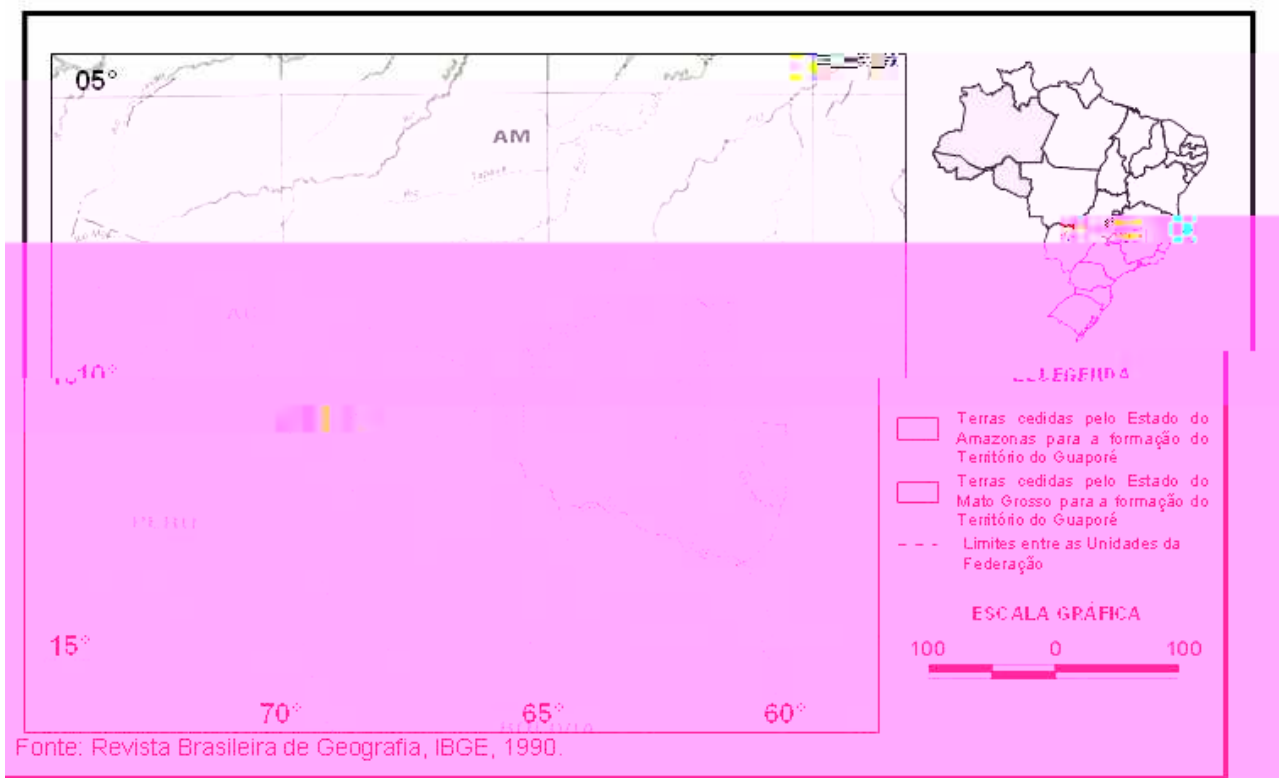 05°
AM
AC
10°
PERU
15°
70° 65° 60°
BOLIVIA
LEGENDA
Terras cedidas pelo Estado do
Amazonas para a formação do
Território do Guaporé
Terras cedidas pelo Estado do
Mato Grosso para a formação do
Território do Guaporé
Limites entre as Unidades da
Federação
ESCALA GRÁFICA
100 0 100
Fonte: Revista Brasileira de Geografia, IBGE, 1990.